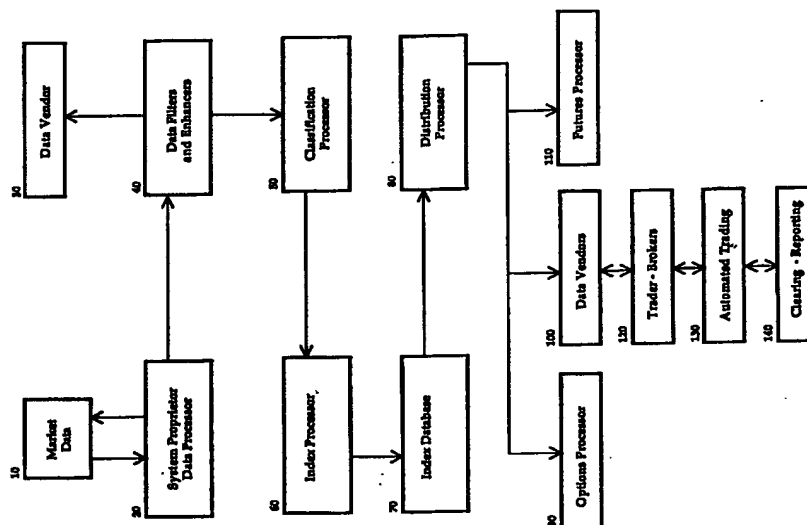 10
Market
Data
30
Data Vendor
20
System Proprietor
Data Processor
40
Data Filters
and Enhancers
50
Classification
Processor
60
Index Processor
70
Index Database
80
Distribution
Processor
90
Options Processor
100
Data Vendors
110
Futures Processor
120
Trader - Brokers
130
Automated Trading
140
Clearing - Reporting